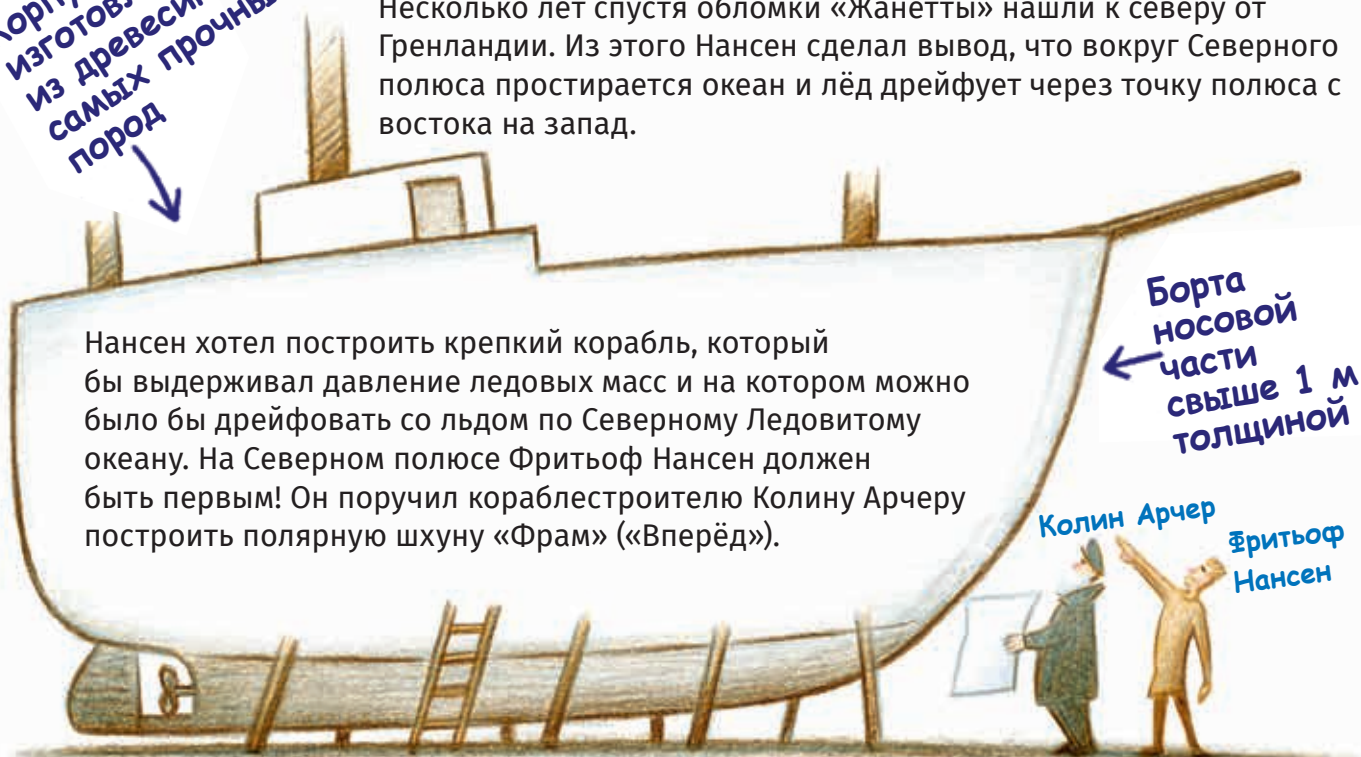 изготовл
из древесин
самых прочны
пород
Несколько лет спустя обломки «Жанетты» нашли к северу от
Гренландии. Из этого Нансен сделал вывод, что вокруг Северного
полюса простирается океан и лёд дрейфует через точку полюса с
востока на запад.
Нансен хотел построить крепкий корабль, который
бы выдерживал давление ледовых масс и на котором можно
было бы дрейфовать со льдом по Северному Ледовитому
океану. На Северном полюсе Фритьоф Нансен должен
быть первым! Он поручил кораблестроителю Колину Арчеру
построить полярную шхуну «Фрам» («Вперёд»).
Борта
носовой
части
свыше 1 м
толщиной
Колин Арчер
Фритьоф
Нансен